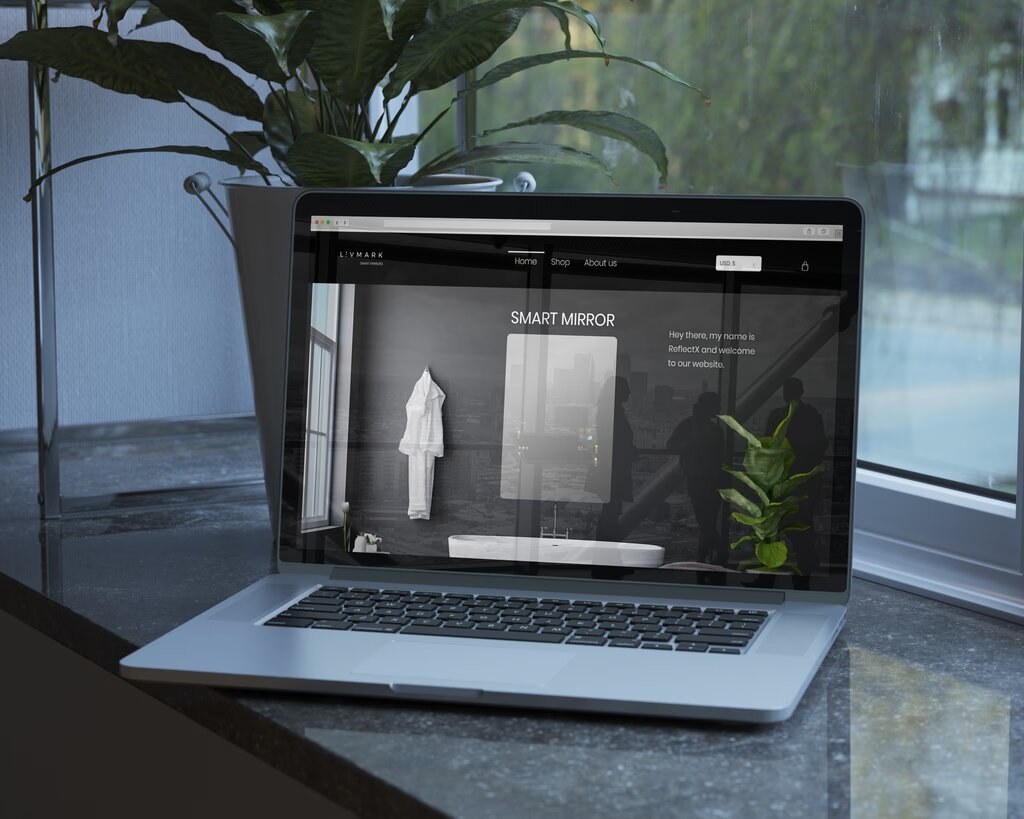 LIVMARK
SMART MIRRORS
Home
Shop
About us
USD, $
SMART MIRROR
Hey there, my name is
ReflectX and welcome
to our website.